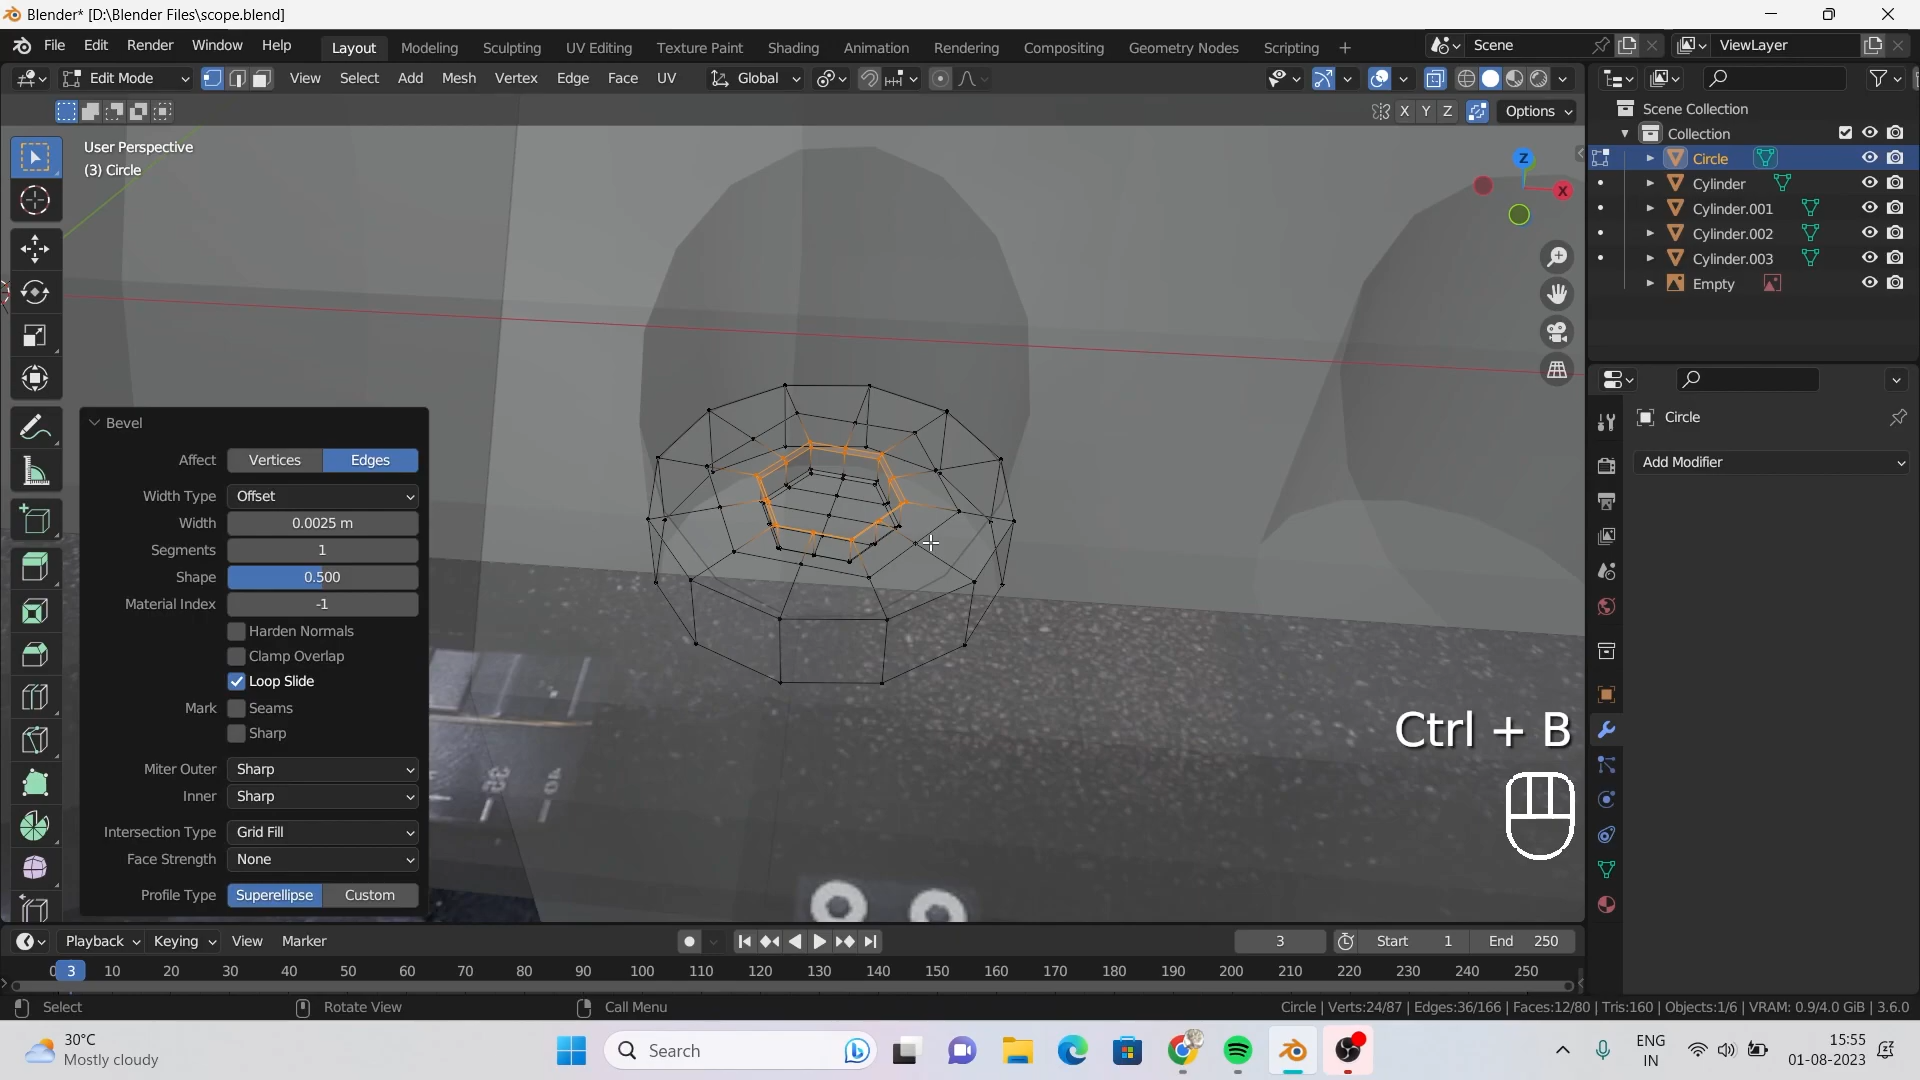 Blender* [D:\Blender Files\scope.blend]
File Edit Render Window Help
Layout Modeling Sculpting UV Editing Texture Paint Shading Animation Rendering Compositing Geometry Nodes Scripting +
Scene
ViewLayer
Edit Mode
View Select Add Mesh Vertex Edge Face UV
Global
X Y Z
Options
User Perspective
(3) Circle
Z
X
Scene Collection
Collection
Circle
Cylinder
Cylinder.001
Cylinder.002
Cylinder.003
Empty
Circle
Add Modifier
Bevel
Affect Vertices Edges
Width Type Offset
Width 0.0025 m
Segments 1
Shape 0.500
Material Index -1
Harden Normals
Clamp Overlap
Loop Slide
Mark Seams
Sharp
Miter Outer Sharp
Inner Sharp
Intersection Type Grid Fill
Face Strength None
Profile Type Superellipse Custom
Ctrl + B
Playback Keying View Marker
3
Start 1
End 250
0 3 10 20 30 40 50 60 70 80 90 100 110 120 130 140 150 160 170 180 190 200 210 220 230 240 250
Select
Rotate View
Call Menu
Circle | Verts:24/87 | Edges:36/166 | Faces:12/80 | Tris:160 | Objects:1/6 | VRAM: 0.9/4.0 GiB | 3.6.0
30°C
Mostly cloudy
Search
ENG
IN
15:55
01-08-2023